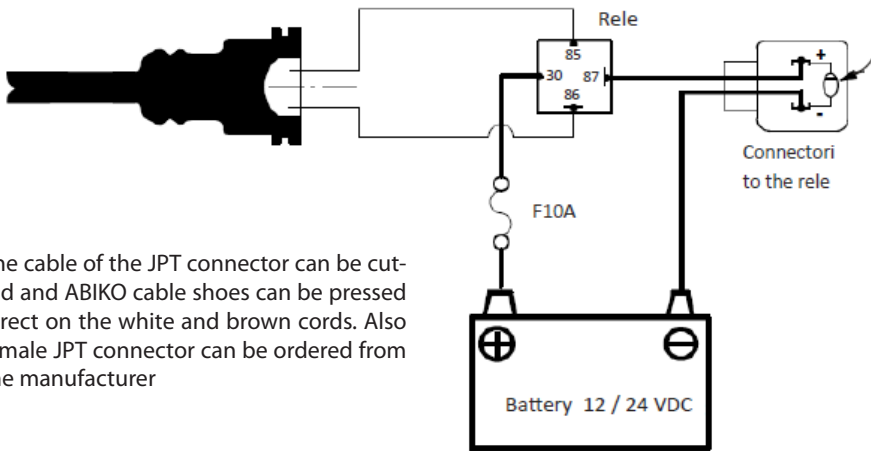 Rele
85
30
87
86
+
-
Connectori
to the rele
F10A
ne cable of the JPT connector can be cut-
d and ABIKO cable shoes can be pressed
rect on the white and brown cords. Also
male JPT connector can be ordered from
ne manufacturer
+
-
Battery 12 / 24 VDC